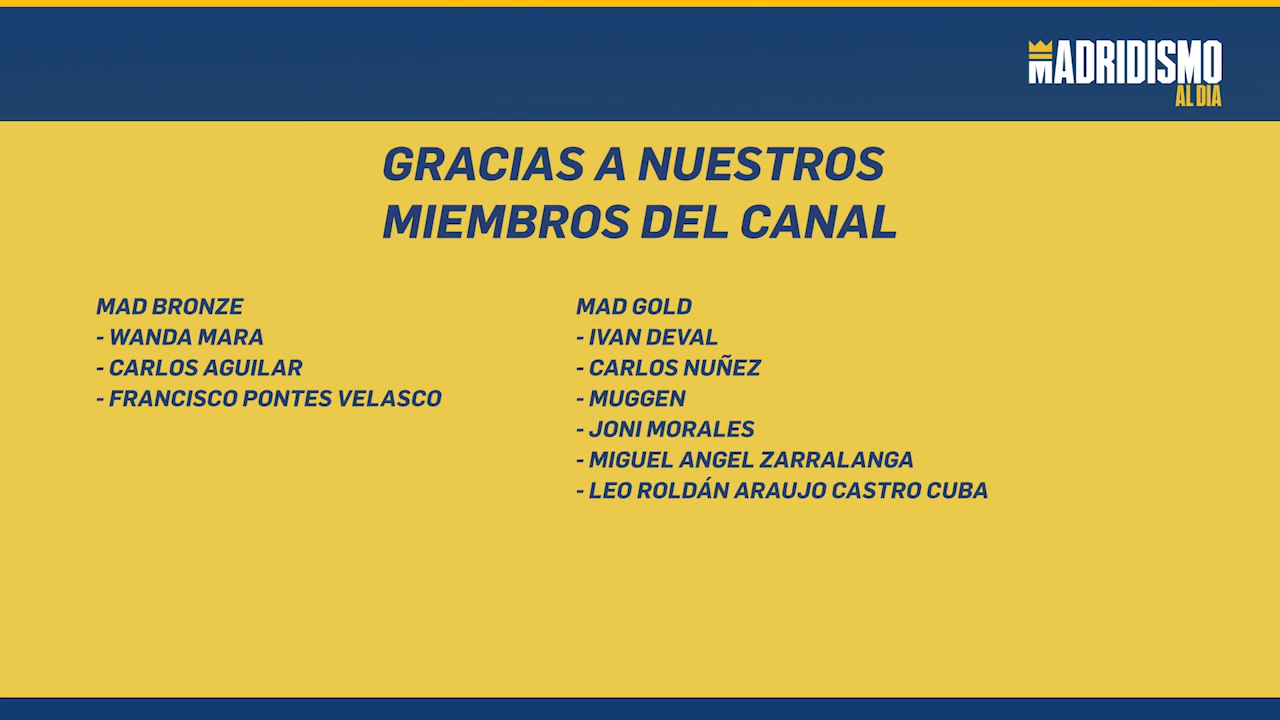 MADRIDISMO
AL DIA
GRACIAS A NUESTROS
MIEMBROS DEL CANAL
MAD BRONZE
- WANDA MARA
- CARLOS AGUILAR
- FRANCISCO PONTES VELASCO
MAD GOLD
- IVAN DEVAL
- CARLOS NUÑEZ
- MUGGEN
- JONI MORALES
- MIGUEL ANGEL ZARRALANGA
- LEO ROLDÁN ARAUJO CASTRO CUBA